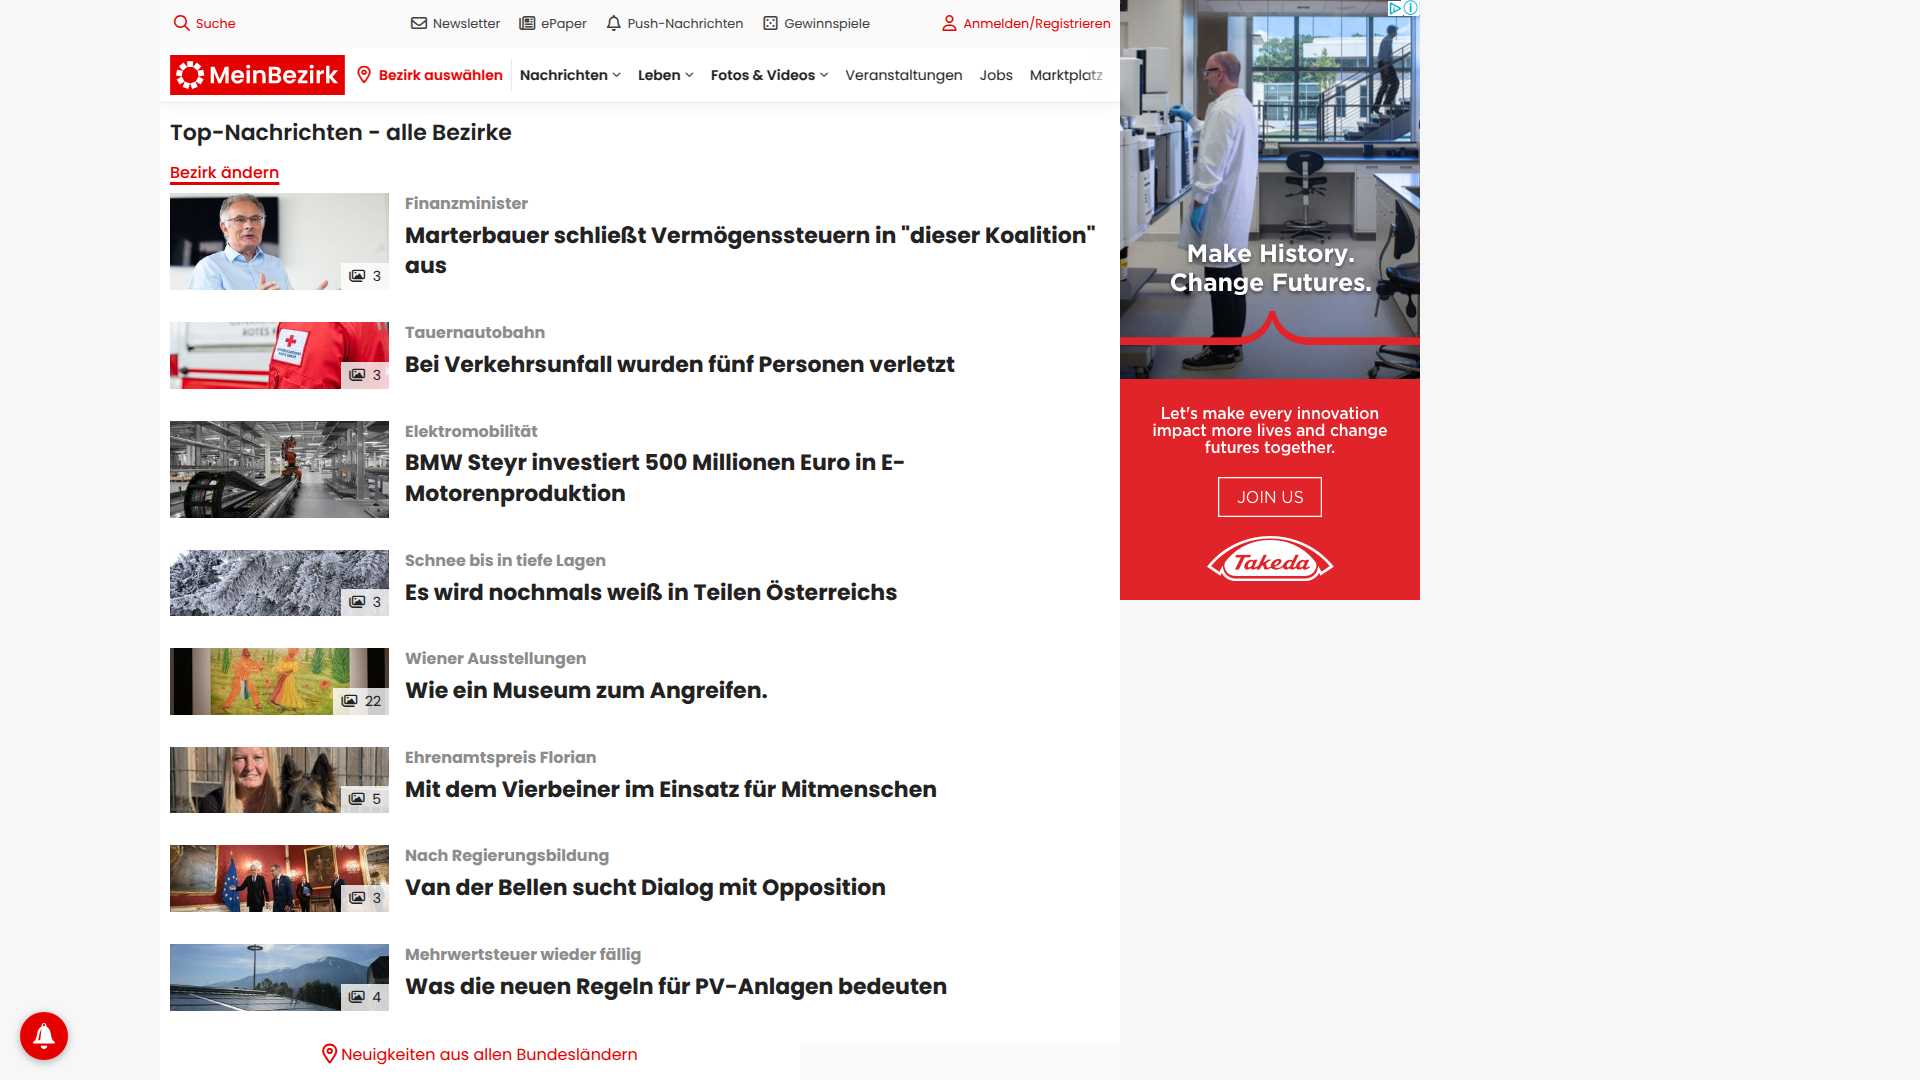 Suche
Newsletter
ePaper
Push-Nachrichten
Gewinnspiele
Anmelden/Registrieren
MeinBezirk
Bezirk auswählen
Nachrichten
Leben
Fotos & Videos
Veranstaltungen
Jobs
Marktplatz
Top-Nachrichten - alle Bezirke
Bezirk ändern
3
Finanzminister
Marterbauer schließt Vermögenssteuern in "dieser Koalition"
aus
3
Tauernautobahn
Bei Verkehrsunfall wurden fünf Personen verletzt
Elektromobilität
BMW Steyr investiert 500 Millionen Euro in E-
Motorenproduktion
3
Schnee bis in tiefe Lagen
Es wird nochmals weiß in Teilen Österreichs
22
Wiener Ausstellungen
Wie ein Museum zum Angreifen.
5
Ehrenamtspreis Florian
Mit dem Vierbeiner im Einsatz für Mitmenschen
3
Nach Regierungsbildung
Van der Bellen sucht Dialog mit Opposition
4
Mehrwertsteuer wieder fällig
Was die neuen Regeln für PV-Anlagen bedeuten
Neuigkeiten aus allen Bundesländern
Make History.
Change Futures.
Let's make every innovation
impact more lives and change
futures together.
JOIN US
Takeda